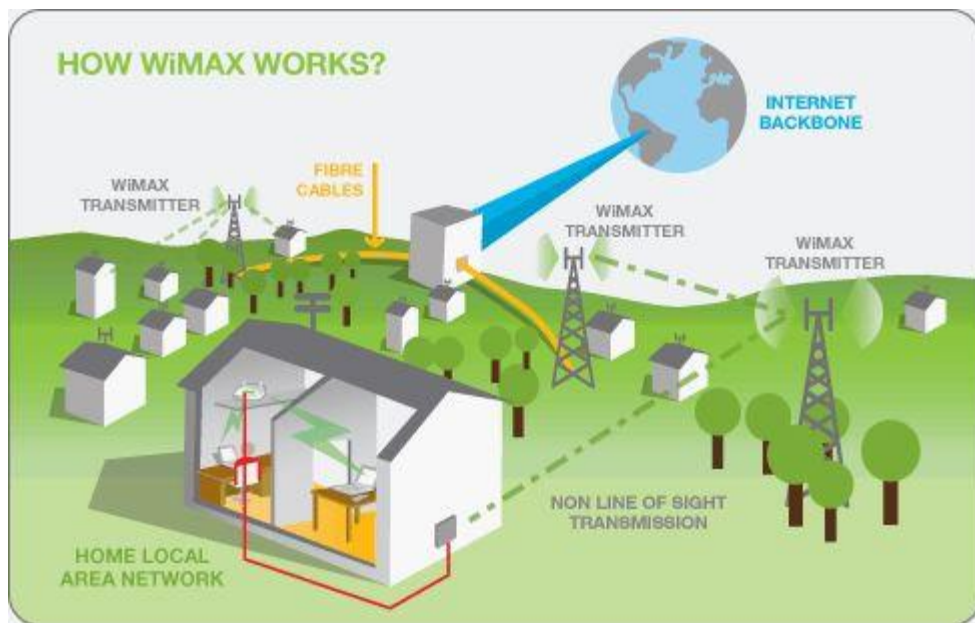 HOW WiMAX WORKS?
INTERNET
BACKBONE
FIBRE
CABLES
WiMAX
TRANSMITTER
WiMAX
TRANSMITTER
WiMAX
TRANSMITTER
NON LINE OF SIGHT
TRANSMISSION
HOME LOCAL
AREA NETWORK